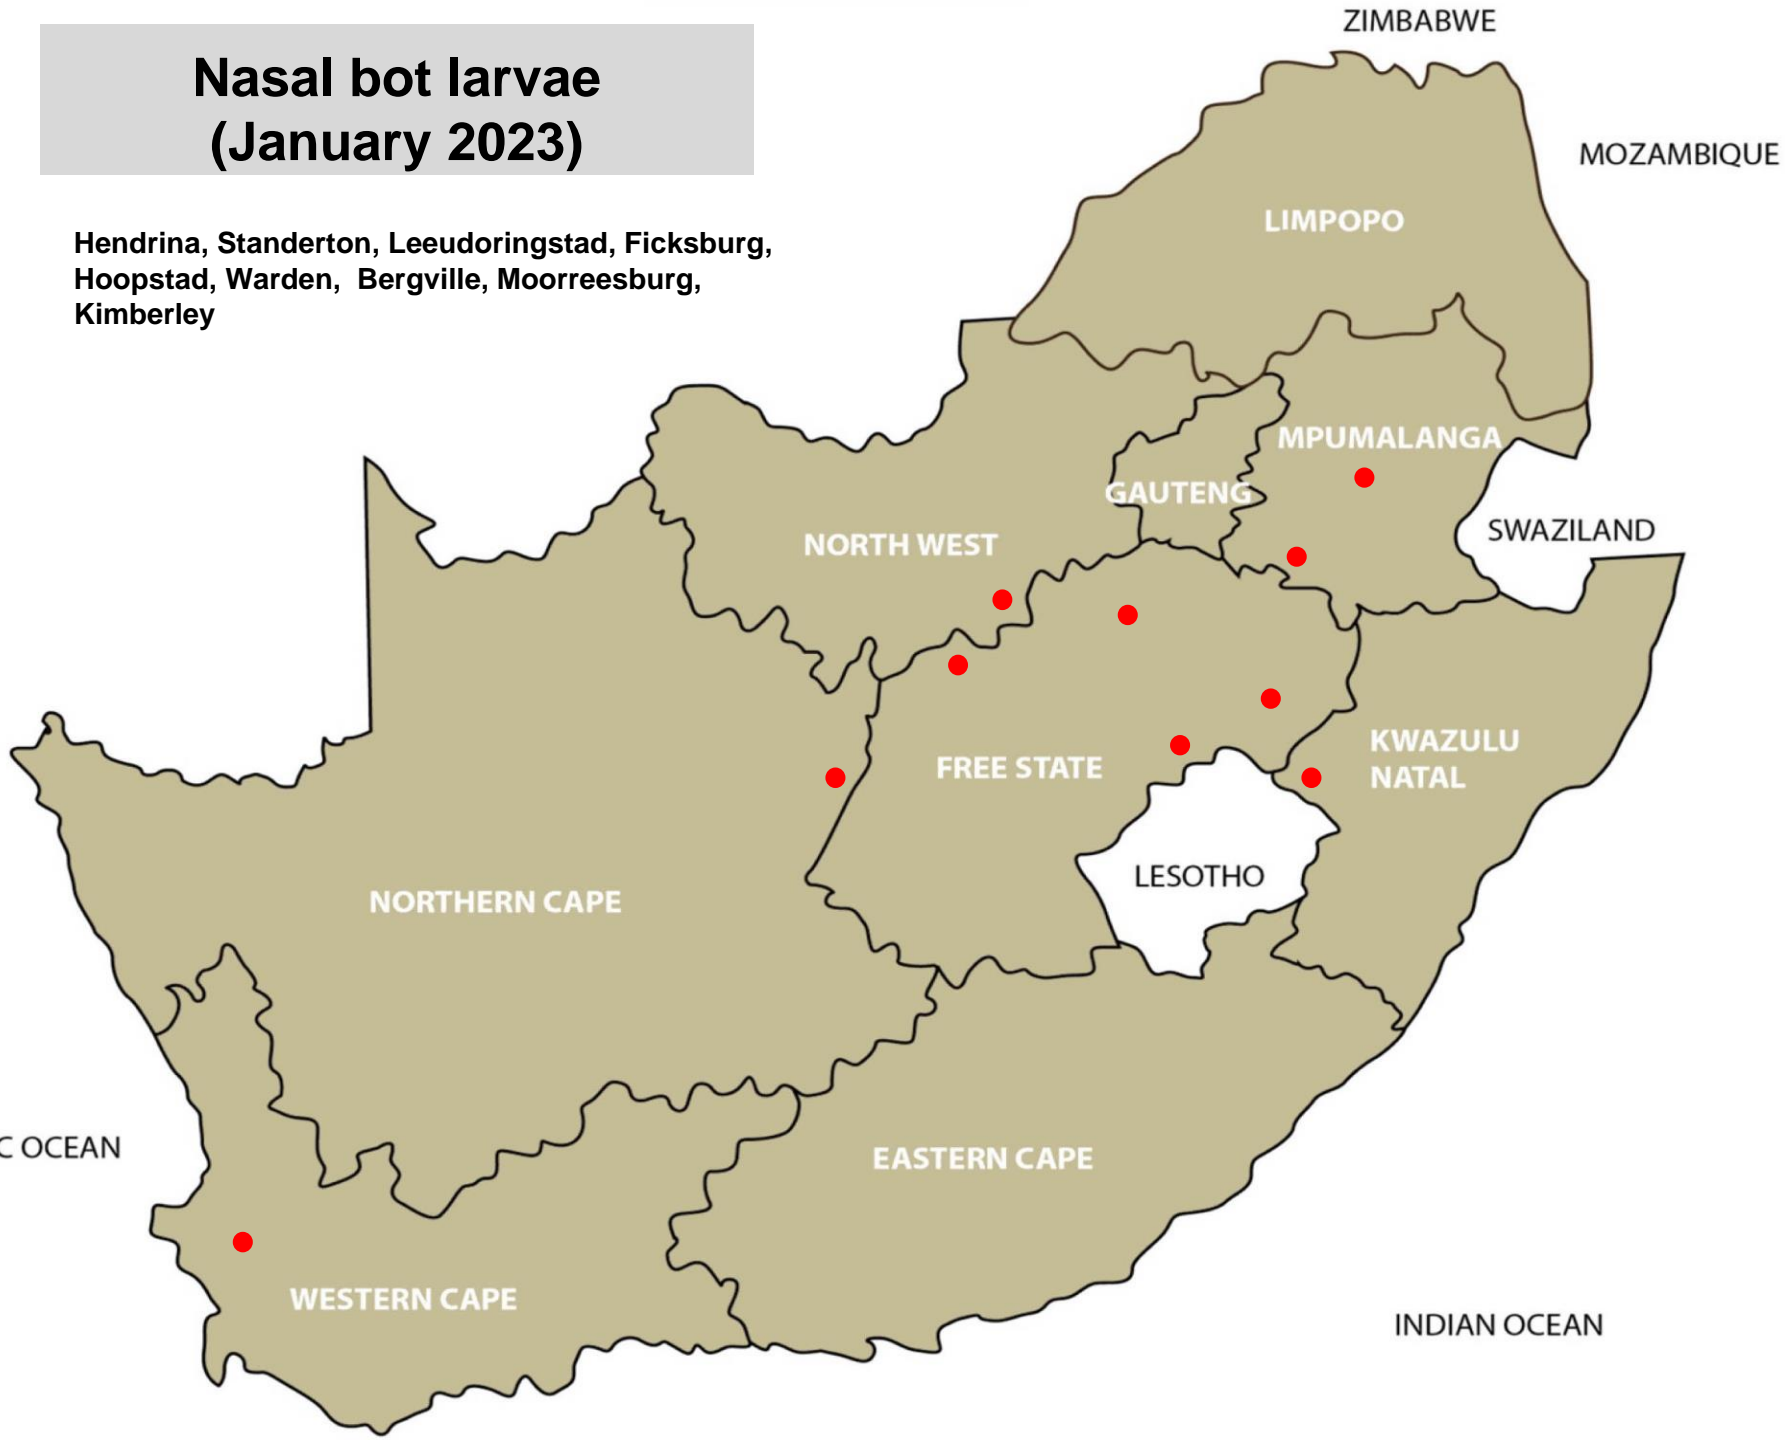 Nasal bot larvae
(January 2023)
Hendrina, Standerton, Leeudoringstad, Ficksburg,
Hoopstad, Warden, Bergville, Moorreesburg,
Kimberley
ZIMBABWE
MOZAMBIQUE
LIMPOPO
MPUMALANGA
GAUTENG
SWAZILAND
NORTH WEST
KWAZULU
NATAL
FREE STATE
LESOTHO
NORTHERN CAPE
C OCEAN
EASTERN CAPE
WESTERN CAPE
INDIAN OCEAN